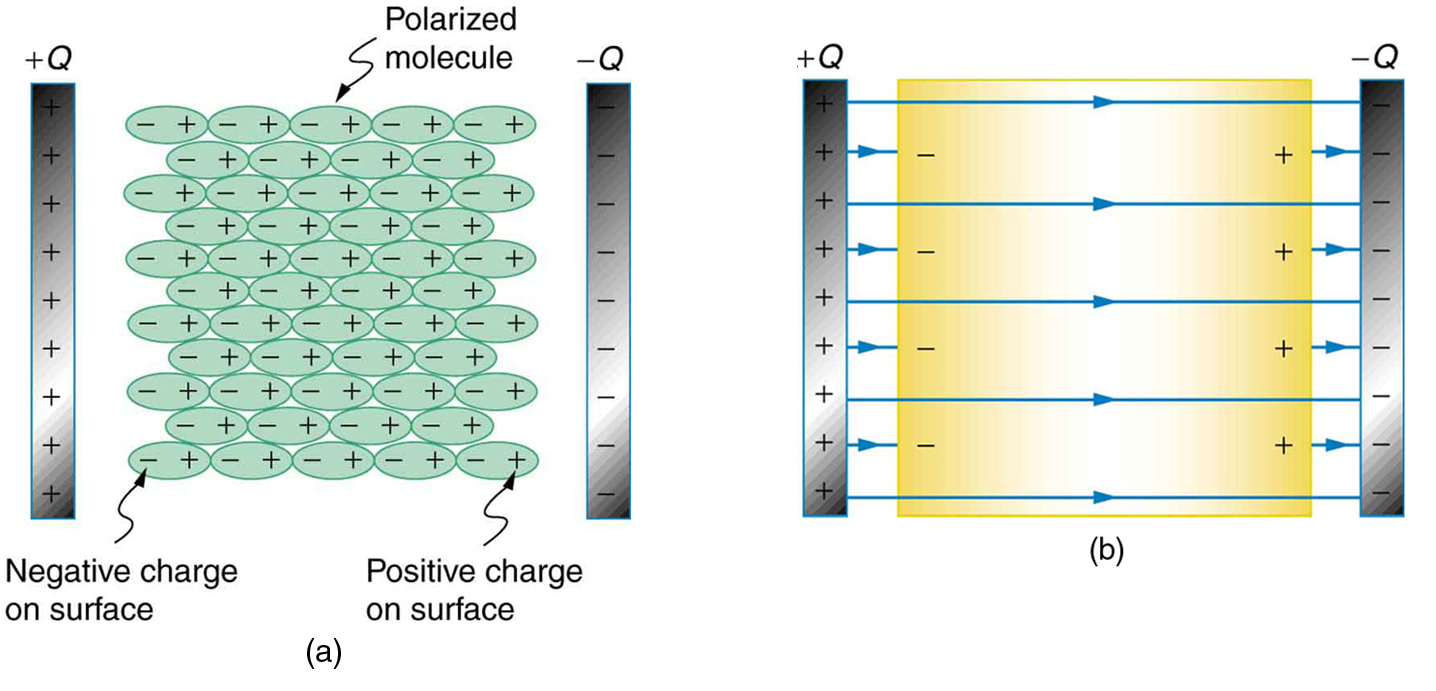 Polarized
molecule
+Q
−Q
+ − + − + − + − + − + −
− + − + − + − + − +
− + − + − + − +
− + − + − + − + − +
− + − + − + − +
− + − + − + − + − +
− + − + − + − +
− + − + − + − + − +
− + − + − + − +
− + − + − + − + − +
− + − + − + − +
− + − + − + − + − +
Negative charge
on surface
Positive charge
on surface
(a)
+Q
−Q
+ −
+ − + −
+ −
+ − + −
+ −
+ − + −
+ −
+ − + −
+ −
(b)